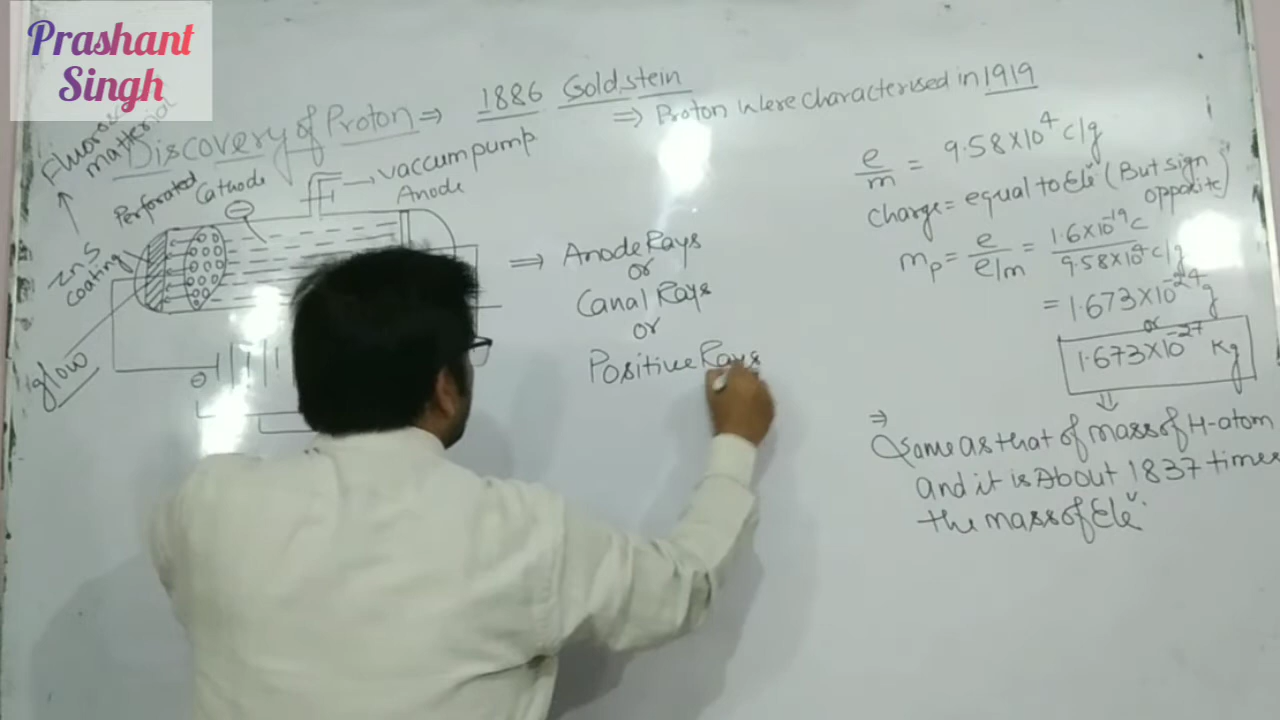 Prashant
Singh
Discovery of Proton ⇒ 1886 Goldstein
⇒ Proton were characterised in 1919
vaccum pump
Perforated Cathode
Anode
ZnS
coating
glow
⇒ Anode Rays
or
Canal Rays
or
Positive Rays
e/m = 9.58×10⁴ c/g
charge = equal to Ele (But sign
opposite)
mp = e / e/m = 1.6×10⁻¹⁹ c / 9.58×10⁴ c/g
= 1.673×10⁻²⁴ g
or
1.673×10⁻²⁷ Kg
⇒
same as that of mass of H-atom
and it is About 1837 times
the mass of Ele